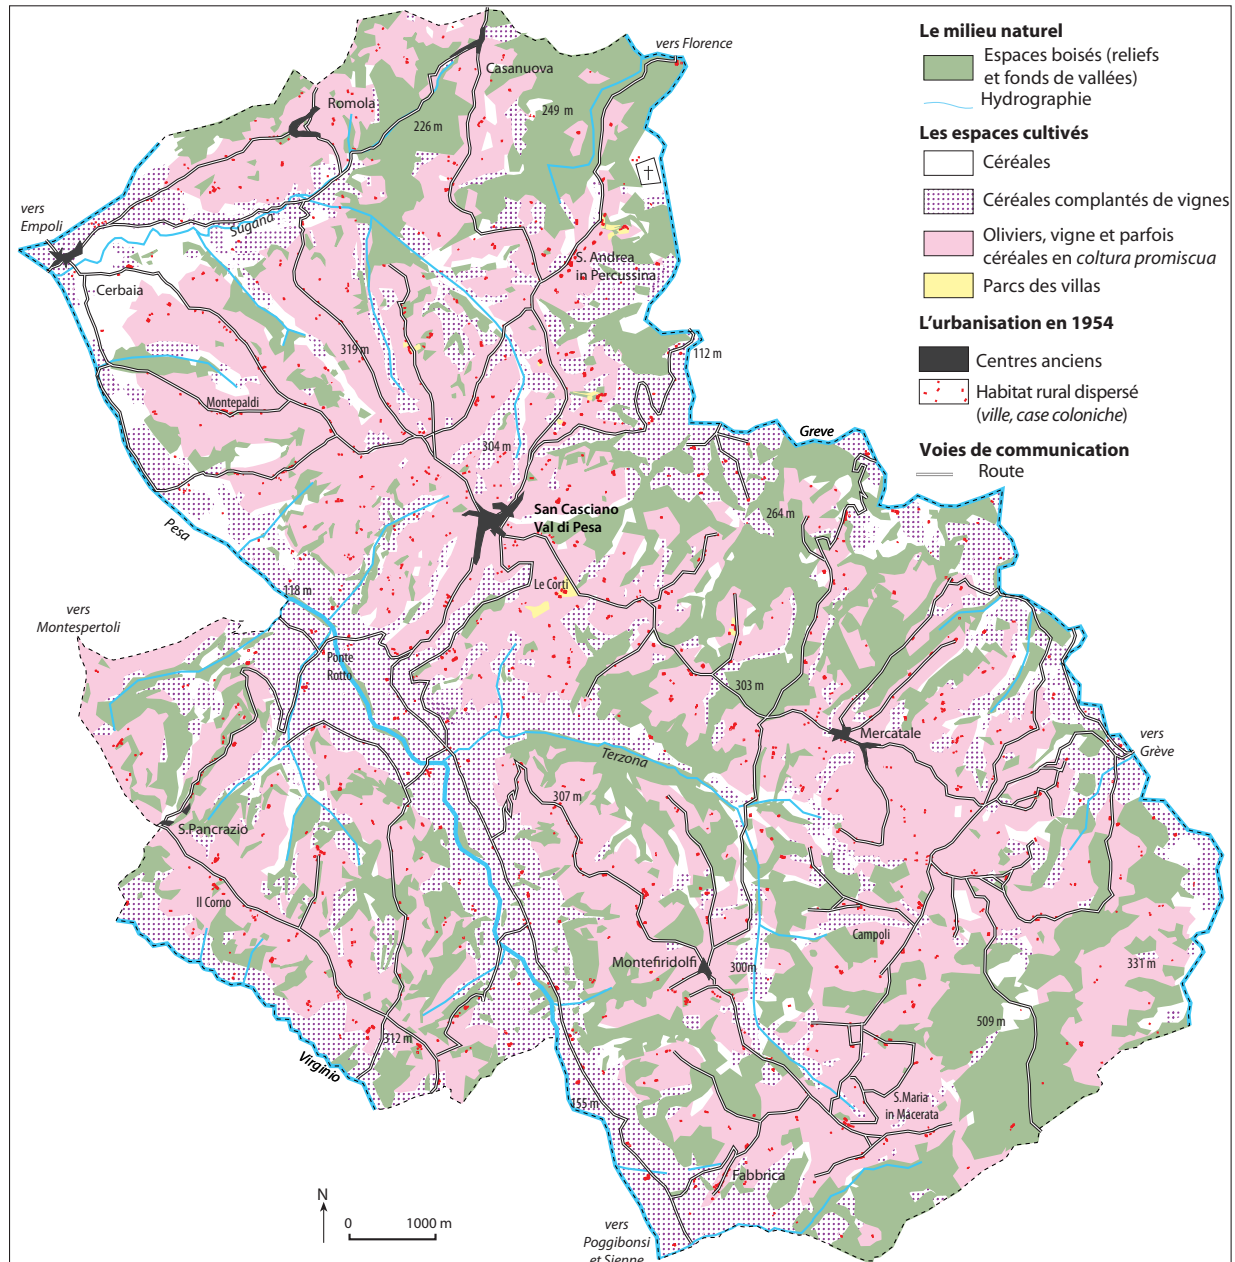 Le milieu naturel
Espaces boisés (reliefs
et fonds de vallées)
Hydrographie
Les espaces cultivés
Céréales
Céréales complantés de vignes
Oliviers, vigne et parfois
céréales en coltura promiscua
Parcs des villas
L'urbanisation en 1954
Centres anciens
Habitat rural dispersé
(ville, case coloniche)
Voies de communication
Route
vers Florence
Casanuova
Romola
249 m
226 m
vers
Empoli
Sugana
S. Andrea
in Percussina
Cerbaia
319 m
112 m
Montepaldi
304 m
Greve
San Casciano
Val di Pesa
264 m
Pesa
Le Corti
118 m
vers
Montespertoli
Ponte
Rotto
303 m
Mercatale
vers
Grève
Terzona
307 m
S.Pancrazio
Il Corno
Campoli
Montefiridolfi
300m
331 m
509 m
312 m
Virginio
155 m
S.Maria
in Macerata
Fabbrica
N
0 1000 m
vers
Poggibonsi
et Sienne